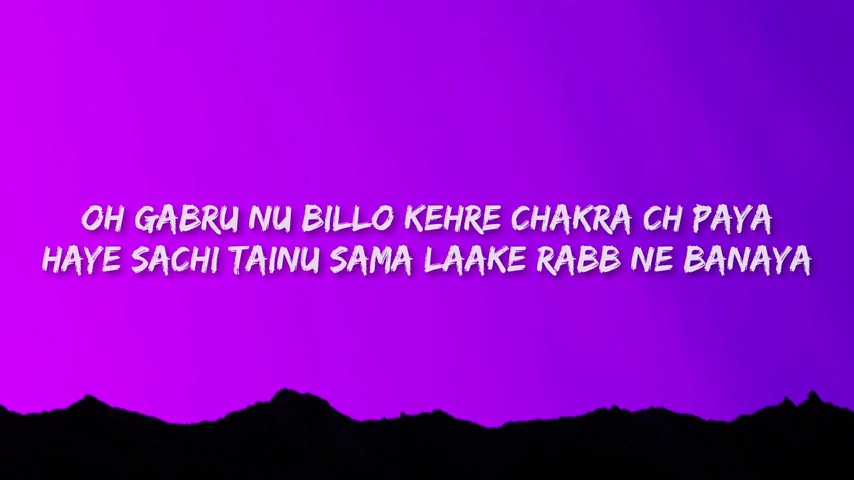 OH GABRU NU BILLO KEHRE CHAKRA CH PAYA
HAYE SACHI TAINU SAMA LAAKE RABB NE BANAYA